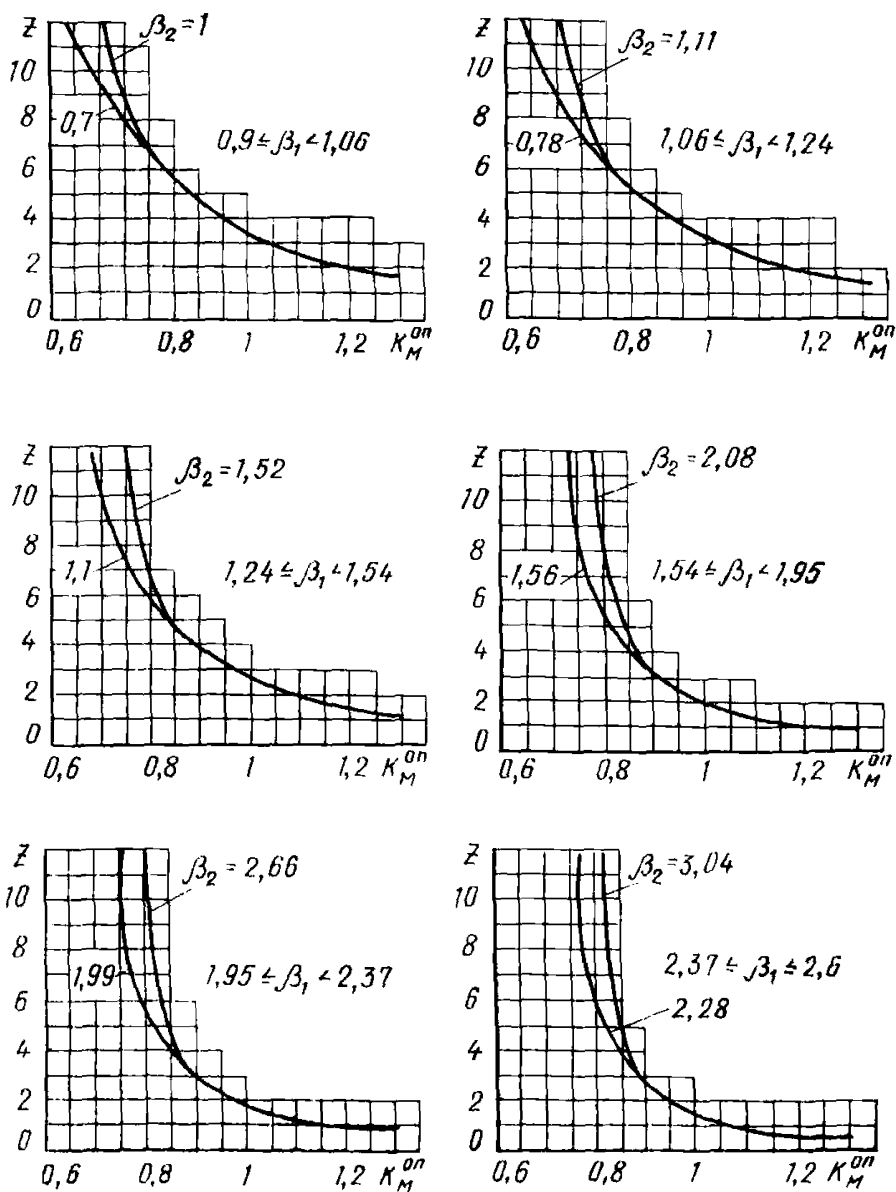 z
10
8
6
4
2
0
β₂=1
0,7
0,9≤β₁<1,06
0,6 0,8 1 1,2 K_M^оп
z
10
8
6
4
2
0
β₂=1,11
0,78
1,06≤β₁<1,24
0,6 0,8 1 1,2 K_M^оп
z
10
8
6
4
2
0
β₂=1,52
1,1
1,24≤β₁<1,54
0,6 0,8 1 1,2 K_M^оп
z
10
8
6
4
2
0
β₂=2,08
1,56
1,54≤β₁<1,95
0,6 0,8 1 1,2 K_M^оп
z
10
8
6
4
2
0
β₂=2,66
1,99
1,95≤β₁<2,37
0,6 0,8 1 1,2 K_M^оп
z
10
8
6
4
2
0
β₂=3,04
2,37≤β₁≤2,6
2,28
0,6 0,8 1 1,2 K_M^оп